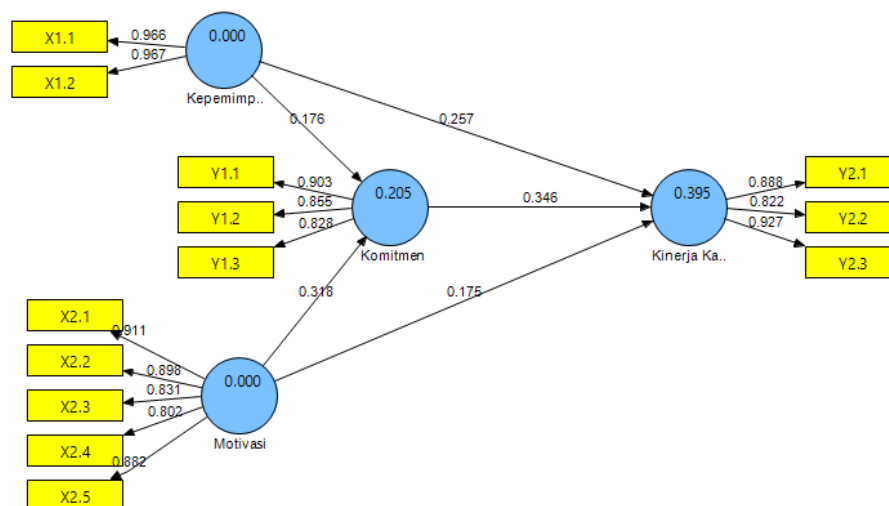 X1.1
0.966
0.967
X1.2
0.000
Kepemimp..
0.176
0.257
Y1.1
0.903
Y1.2
0.855
Y1.3
0.828
0.205
Komitmen
0.346
0.395
Kinerja Ka..
0.888
Y2.1
0.822
Y2.2
0.927
Y2.3
0.318
0.175
X2.1
0.911
X2.2
0.898
X2.3
0.831
X2.4
0.802
X2.5
0.882
0.000
Motivasi